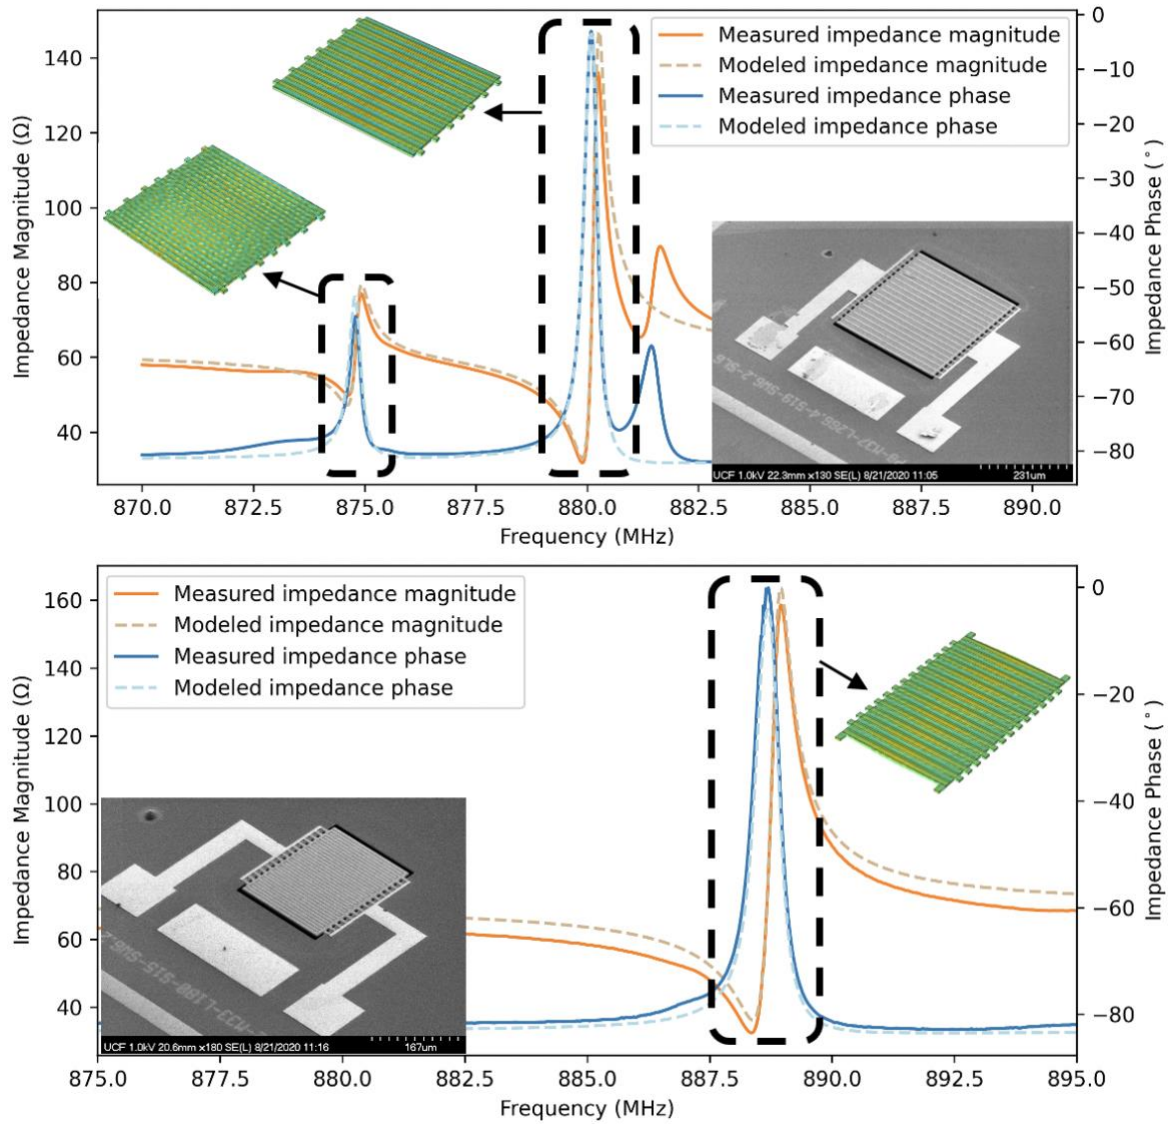 Impedance Magnitude (Ω)
140
120
100
80
60
40
Measured impedance magnitude
Modeled impedance magnitude
Measured impedance phase
Modeled impedance phase
0
−10
−20
−30
−40
−50
−60
−70
−80
Impedance Phase (°)
UCF 1.0kV 22.3mm x130 SE(L) 8/21/2020 11:05 231um
870.0 872.5 875.0 877.5 880.0 882.5 885.0 887.5 890.0
Frequency (MHz)
Impedance Magnitude (Ω)
160
140
120
100
80
60
40
Measured impedance magnitude
Modeled impedance magnitude
Measured impedance phase
Modeled impedance phase
0
−20
−40
−60
−80
Impedance Phase (°)
UCF 1.0kV 20.6mm x180 SE(L) 8/21/2020 11:16 167um
875.0 877.5 880.0 882.5 885.0 887.5 890.0 892.5 895.0
Frequency (MHz)